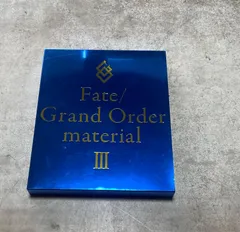 Fate/
Grand Order
material
III